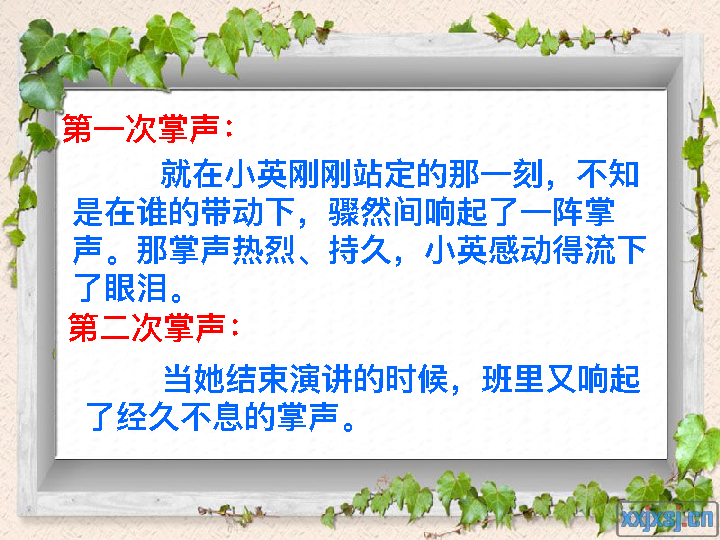 第一次掌声：
就在小英刚刚站定的那一刻，不知
是在谁的带动下，骤然间响起了一阵掌
声。那掌声热烈、持久，小英感动得流下
了眼泪。
第二次掌声：
当她结束演讲的时候，班里又响起
了经久不息的掌声。
xxjxsj.cn